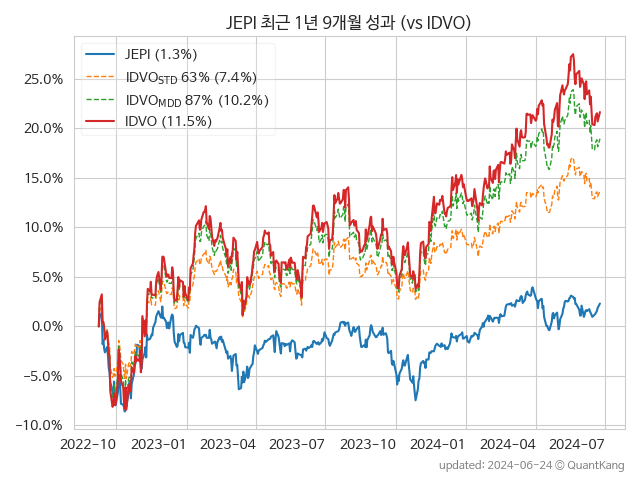 JEPI 최근 1년 9개월 성과 (vs IDVO)
JEPI (1.3%)
IDVOSTD 63% (7.4%)
IDVOMDD 87% (10.2%)
IDVO (11.5%)
25.0%
20.0%
15.0%
10.0%
5.0%
0.0%
−5.0%
−10.0%
2022-10 2023-01 2023-04 2023-07 2023-10 2024-01 2024-04 2024-07
updated: 2024-06-24 ⓒ QuantKang